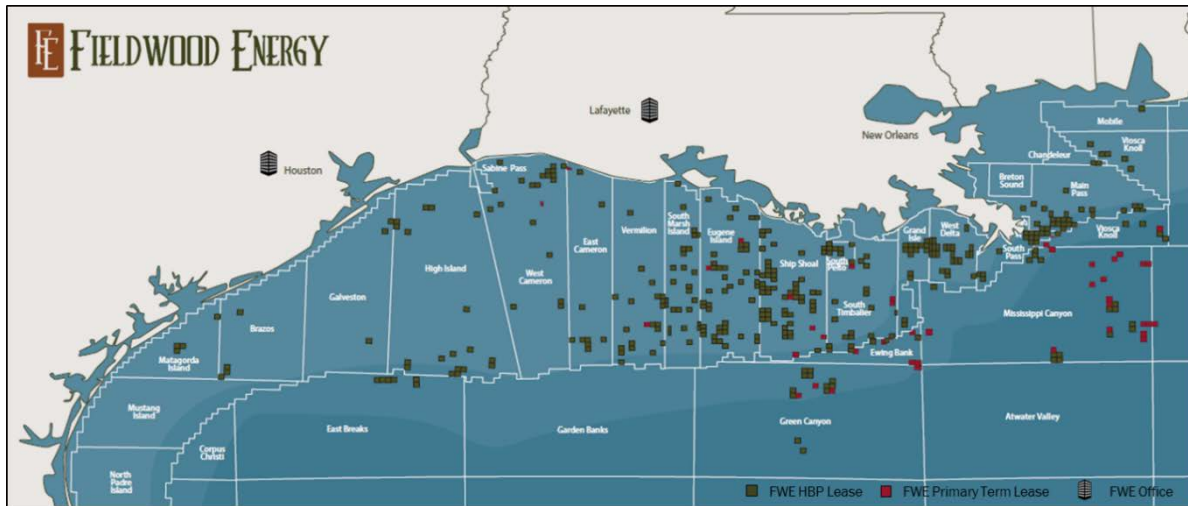 FE FIELDWOOD ENERGY
Lafayette
New Orleans
Houston
Mobile
Viosca
Knoll
Chandeleur
Sabine Pass
Breton
Sound
Main
Pass
South
Marsh
Island
Eugene
Island
Grand
Isle
West
Delta
Viosca
Knoll
East
Cameron
Vermilion
South
Pass
High Island
West
Cameron
Ship Shoal
South
Pelto
Galveston
South
Timbalier
Mississippi Canyon
Brazos
Matagorda
Island
Ewing Bank
Mustang
Island
East Breaks
Garden Banks
Green Canyon
Atwater Valley
Corpus
Christi
North
Padre
Island
FWE HBP Lease
FWE Primary Term Lease
FWE Office